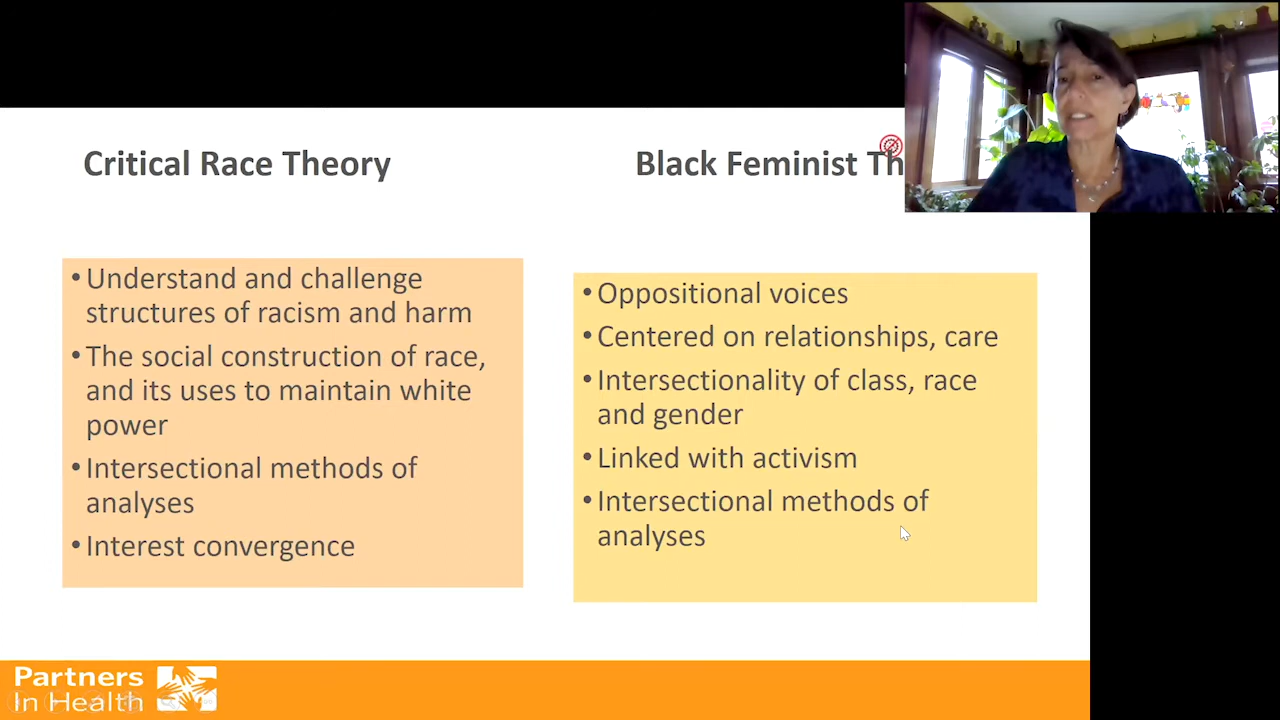 Critical Race Theory
Black Feminist Th
• Understand and challenge
structures of racism and harm
• The social construction of race,
and its uses to maintain white
power
• Intersectional methods of
analyses
• Interest convergence
• Oppositional voices
• Centered on relationships, care
• Intersectionality of class, race
and gender
• Linked with activism
• Intersectional methods of
analyses
Partners
In Health